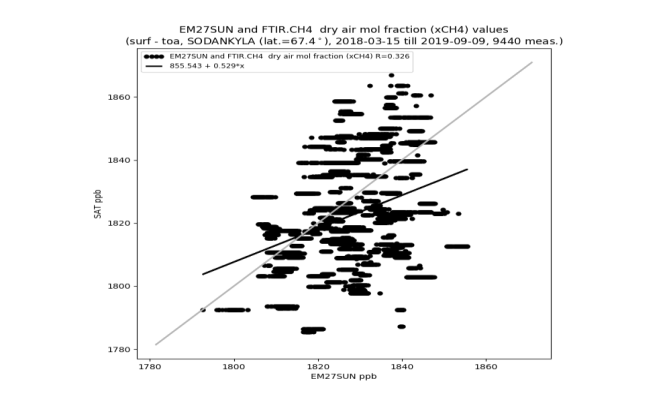 EM27SUN and FTIR.CH4 dry air mol fraction (xCH4) values
(surf - toa, SODANKYLA (lat.=67.4°), 2018-03-15 till 2019-09-09, 9440 meas.)
EM27SUN and FTIR.CH4 dry air mol fraction (xCH4) R=0.326
855.543 + 0.529*x
1860
1840
1820
1800
1780
SAT ppb
1780 1800 1820 1840 1860
EM27SUN ppb